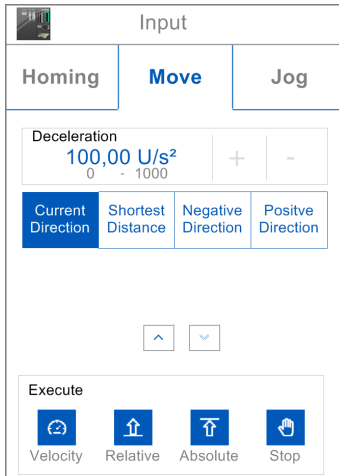 Input
Homing Move Jog
Deceleration
100,00 U/s² + -
0 - 1000
Current Shortest Negative Positve
Direction Distance Direction Direction
Execute
Velocity Relative Absolute Stop